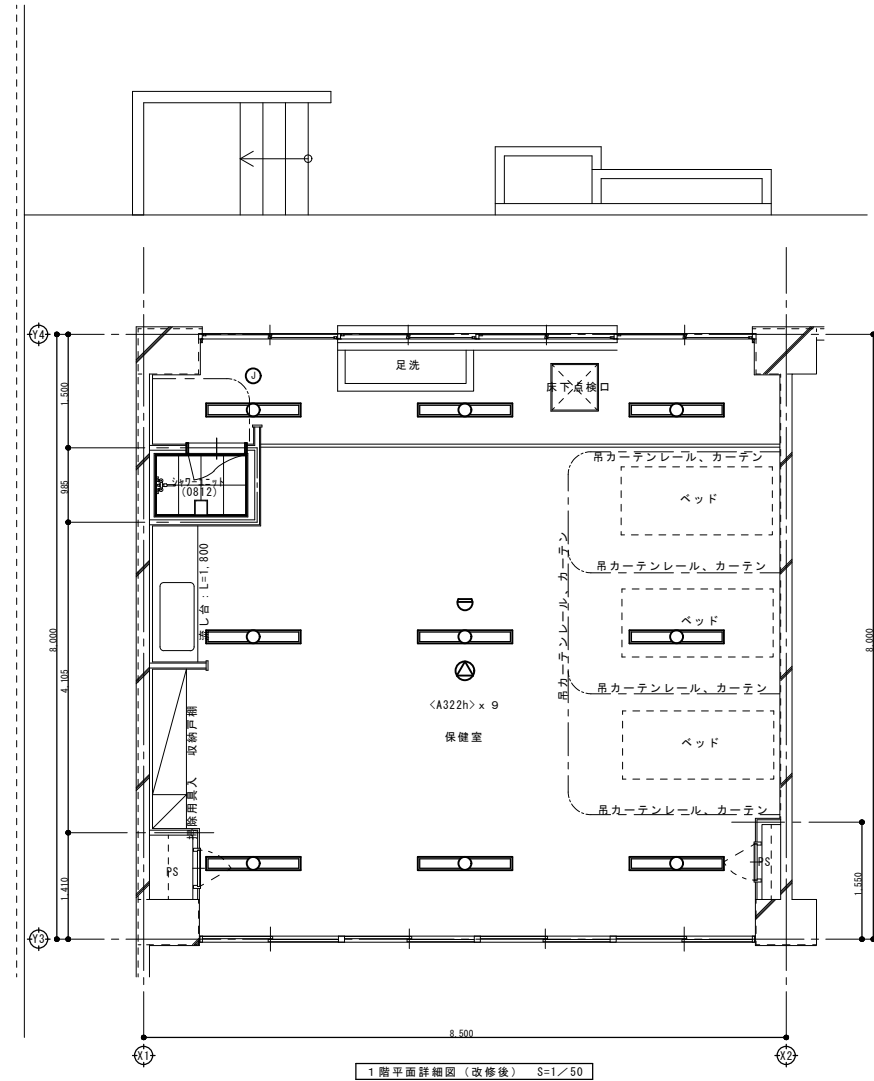 Y4
足洗
J
床下点検口
1.500
吊カーテンレール、カーテン
シャワーユニット
(0812)
ベッド
985
流し台：L=1,800
吊カーテンレール、カーテン
吊カーテンレール、カーテン
ベッド
8.000
8.000
4.105
吊カーテンレール、カーテン
<A322h>x 9
保健室
ベッド
掃除用具入 収納戸棚
吊カーテンレール、カーテン
PS
PS
1.410
1.550
Y3
8.500
X1
X2
1階平面詳細図（改修後） S=1／50